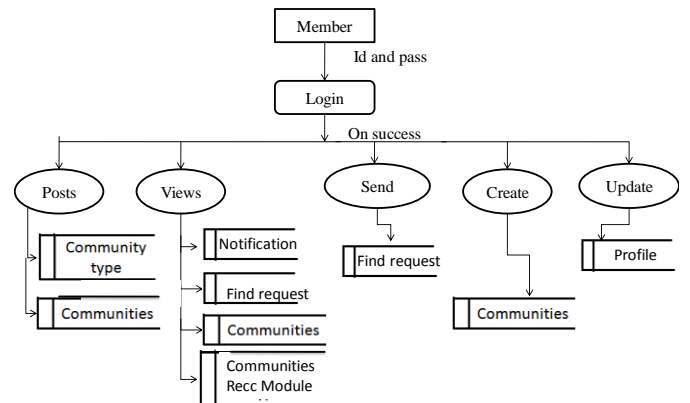 Member
Id and pass
Login
On success
Posts
Views
Send
Create
Update
Community
type
Communities
Notification
Find request
Communities
Communities
Recc Module
Find request
Communities
Profile